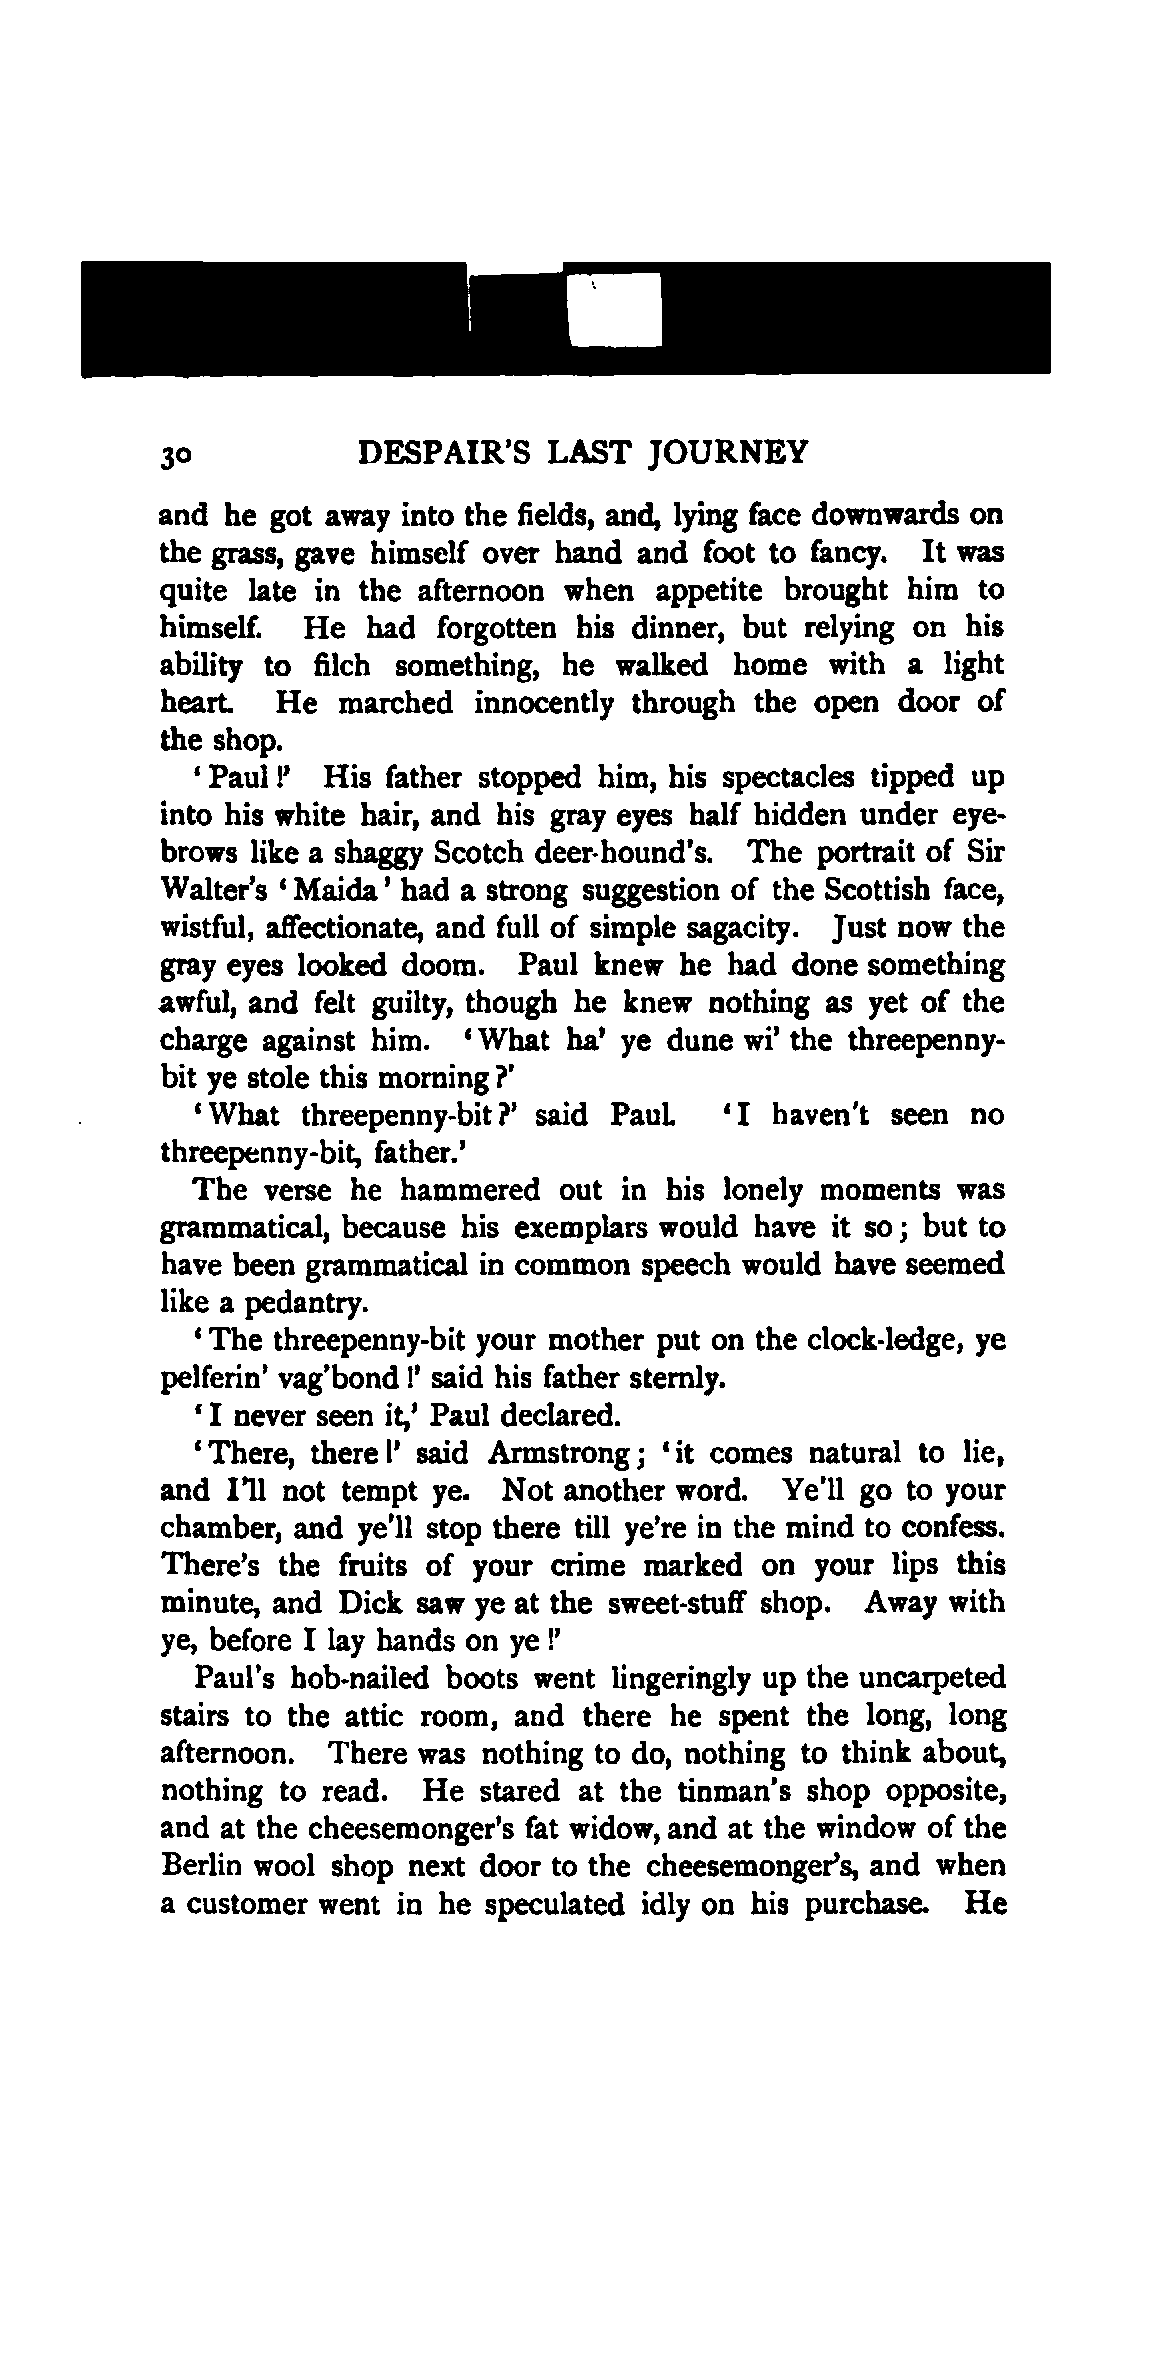 30 DESPAIR'S LAST JOURNEY
and he got away into the fields, and, lying face downwards on
the grass, gave himself over hand and foot to fancy. It was
quite late in the afternoon when appetite brought him to
himself. He had forgotten his dinner, but relying on his
ability to filch something, he walked home with a light
heart. He marched innocently through the open door of
the shop.
‘Paul!’ His father stopped him, his spectacles tipped up
into his white hair, and his gray eyes half hidden under eye-
brows like a shaggy Scotch deer-hound's. The portrait of Sir
Walter's ‘Maida’ had a strong suggestion of the Scottish face,
wistful, affectionate, and full of simple sagacity. Just now the
gray eyes looked doom. Paul knew he had done something
awful, and felt guilty, though he knew nothing as yet of the
charge against him. ‘What ha’ ye dune wi’ the threepenny-
bit ye stole this morning?’
‘What threepenny-bit?’ said Paul. ‘I haven't seen no
threepenny-bit, father.’
The verse he hammered out in his lonely moments was
grammatical, because his exemplars would have it so; but to
have been grammatical in common speech would have seemed
like a pedantry.
‘The threepenny-bit your mother put on the clock-ledge, ye
pelferin’ vag'bond!’ said his father sternly.
‘I never seen it,’ Paul declared.
‘There, there!’ said Armstrong; ‘it comes natural to lie,
and I'll not tempt ye. Not another word. Ye'll go to your
chamber, and ye'll stop there till ye're in the mind to confess.
There's the fruits of your crime marked on your lips this
minute, and Dick saw ye at the sweet-stuff shop. Away with
ye, before I lay hands on ye!’
Paul's hob-nailed boots went lingeringly up the uncarpeted
stairs to the attic room, and there he spent the long, long
afternoon. There was nothing to do, nothing to think about,
nothing to read. He stared at the tinman's shop opposite,
and at the cheesemonger's fat widow, and at the window of the
Berlin wool shop next door to the cheesemonger's, and when
a customer went in he speculated idly on his purchase. He